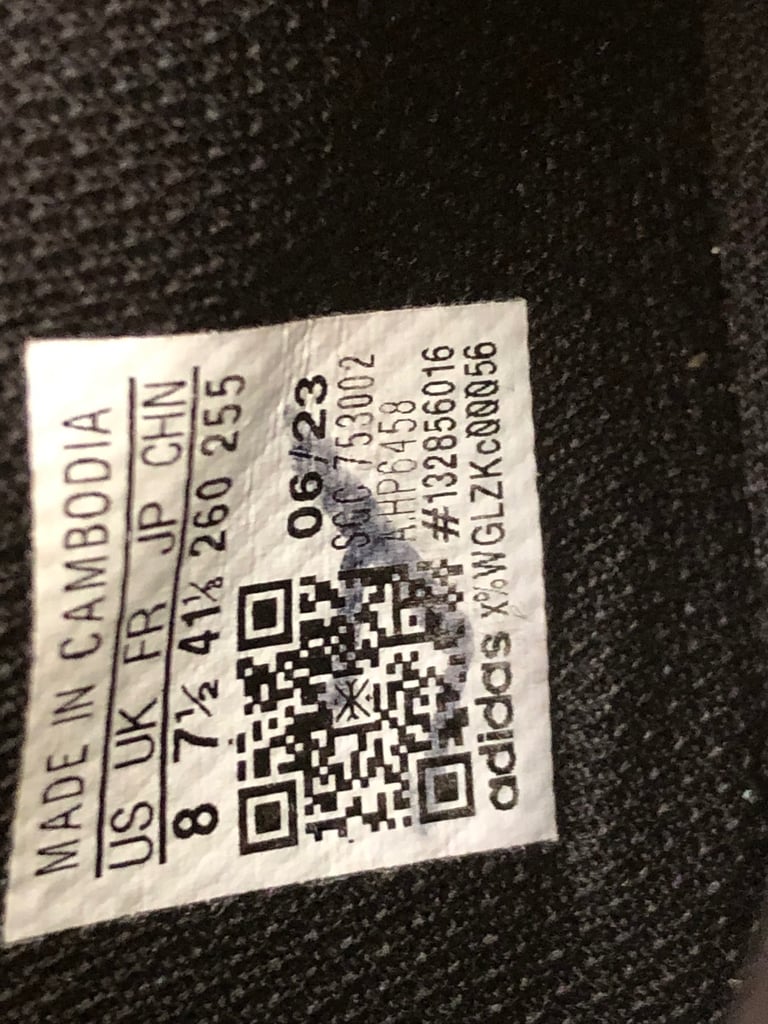 MADE IN CAMBODIA
US UK FR JP CHN
8 7½ 41⅓ 260 255
06/23
SGC 753002
A.HP6458
#132856016
adidas X%WGLZKcQ0056